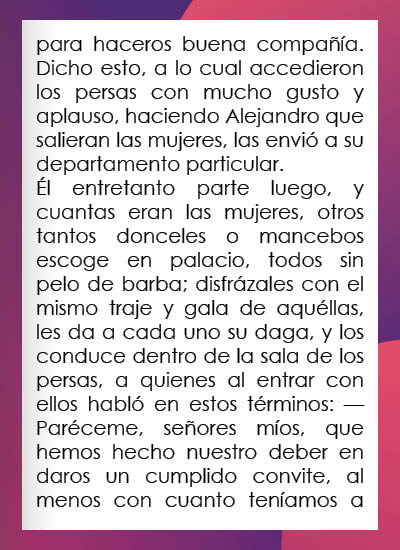 para haceros buena compañía.
Dicho esto, a lo cual accedieron
los persas con mucho gusto y
aplauso, haciendo Alejandro que
salieran las mujeres, las envió a su
departamento particular.
Él entretanto parte luego, y
cuantas eran las mujeres, otros
tantos donceles o mancebos
escoge en palacio, todos sin
pelo de barba; disfrázales con el
mismo traje y gala de aquéllas,
les da a cada uno su daga, y los
conduce dentro de la sala de los
persas, a quienes al entrar con
ellos habló en estos términos: —
Paréceme, señores míos, que
hemos hecho nuestro deber en
daros un cumplido convite, al
menos con cuanto teníamos a